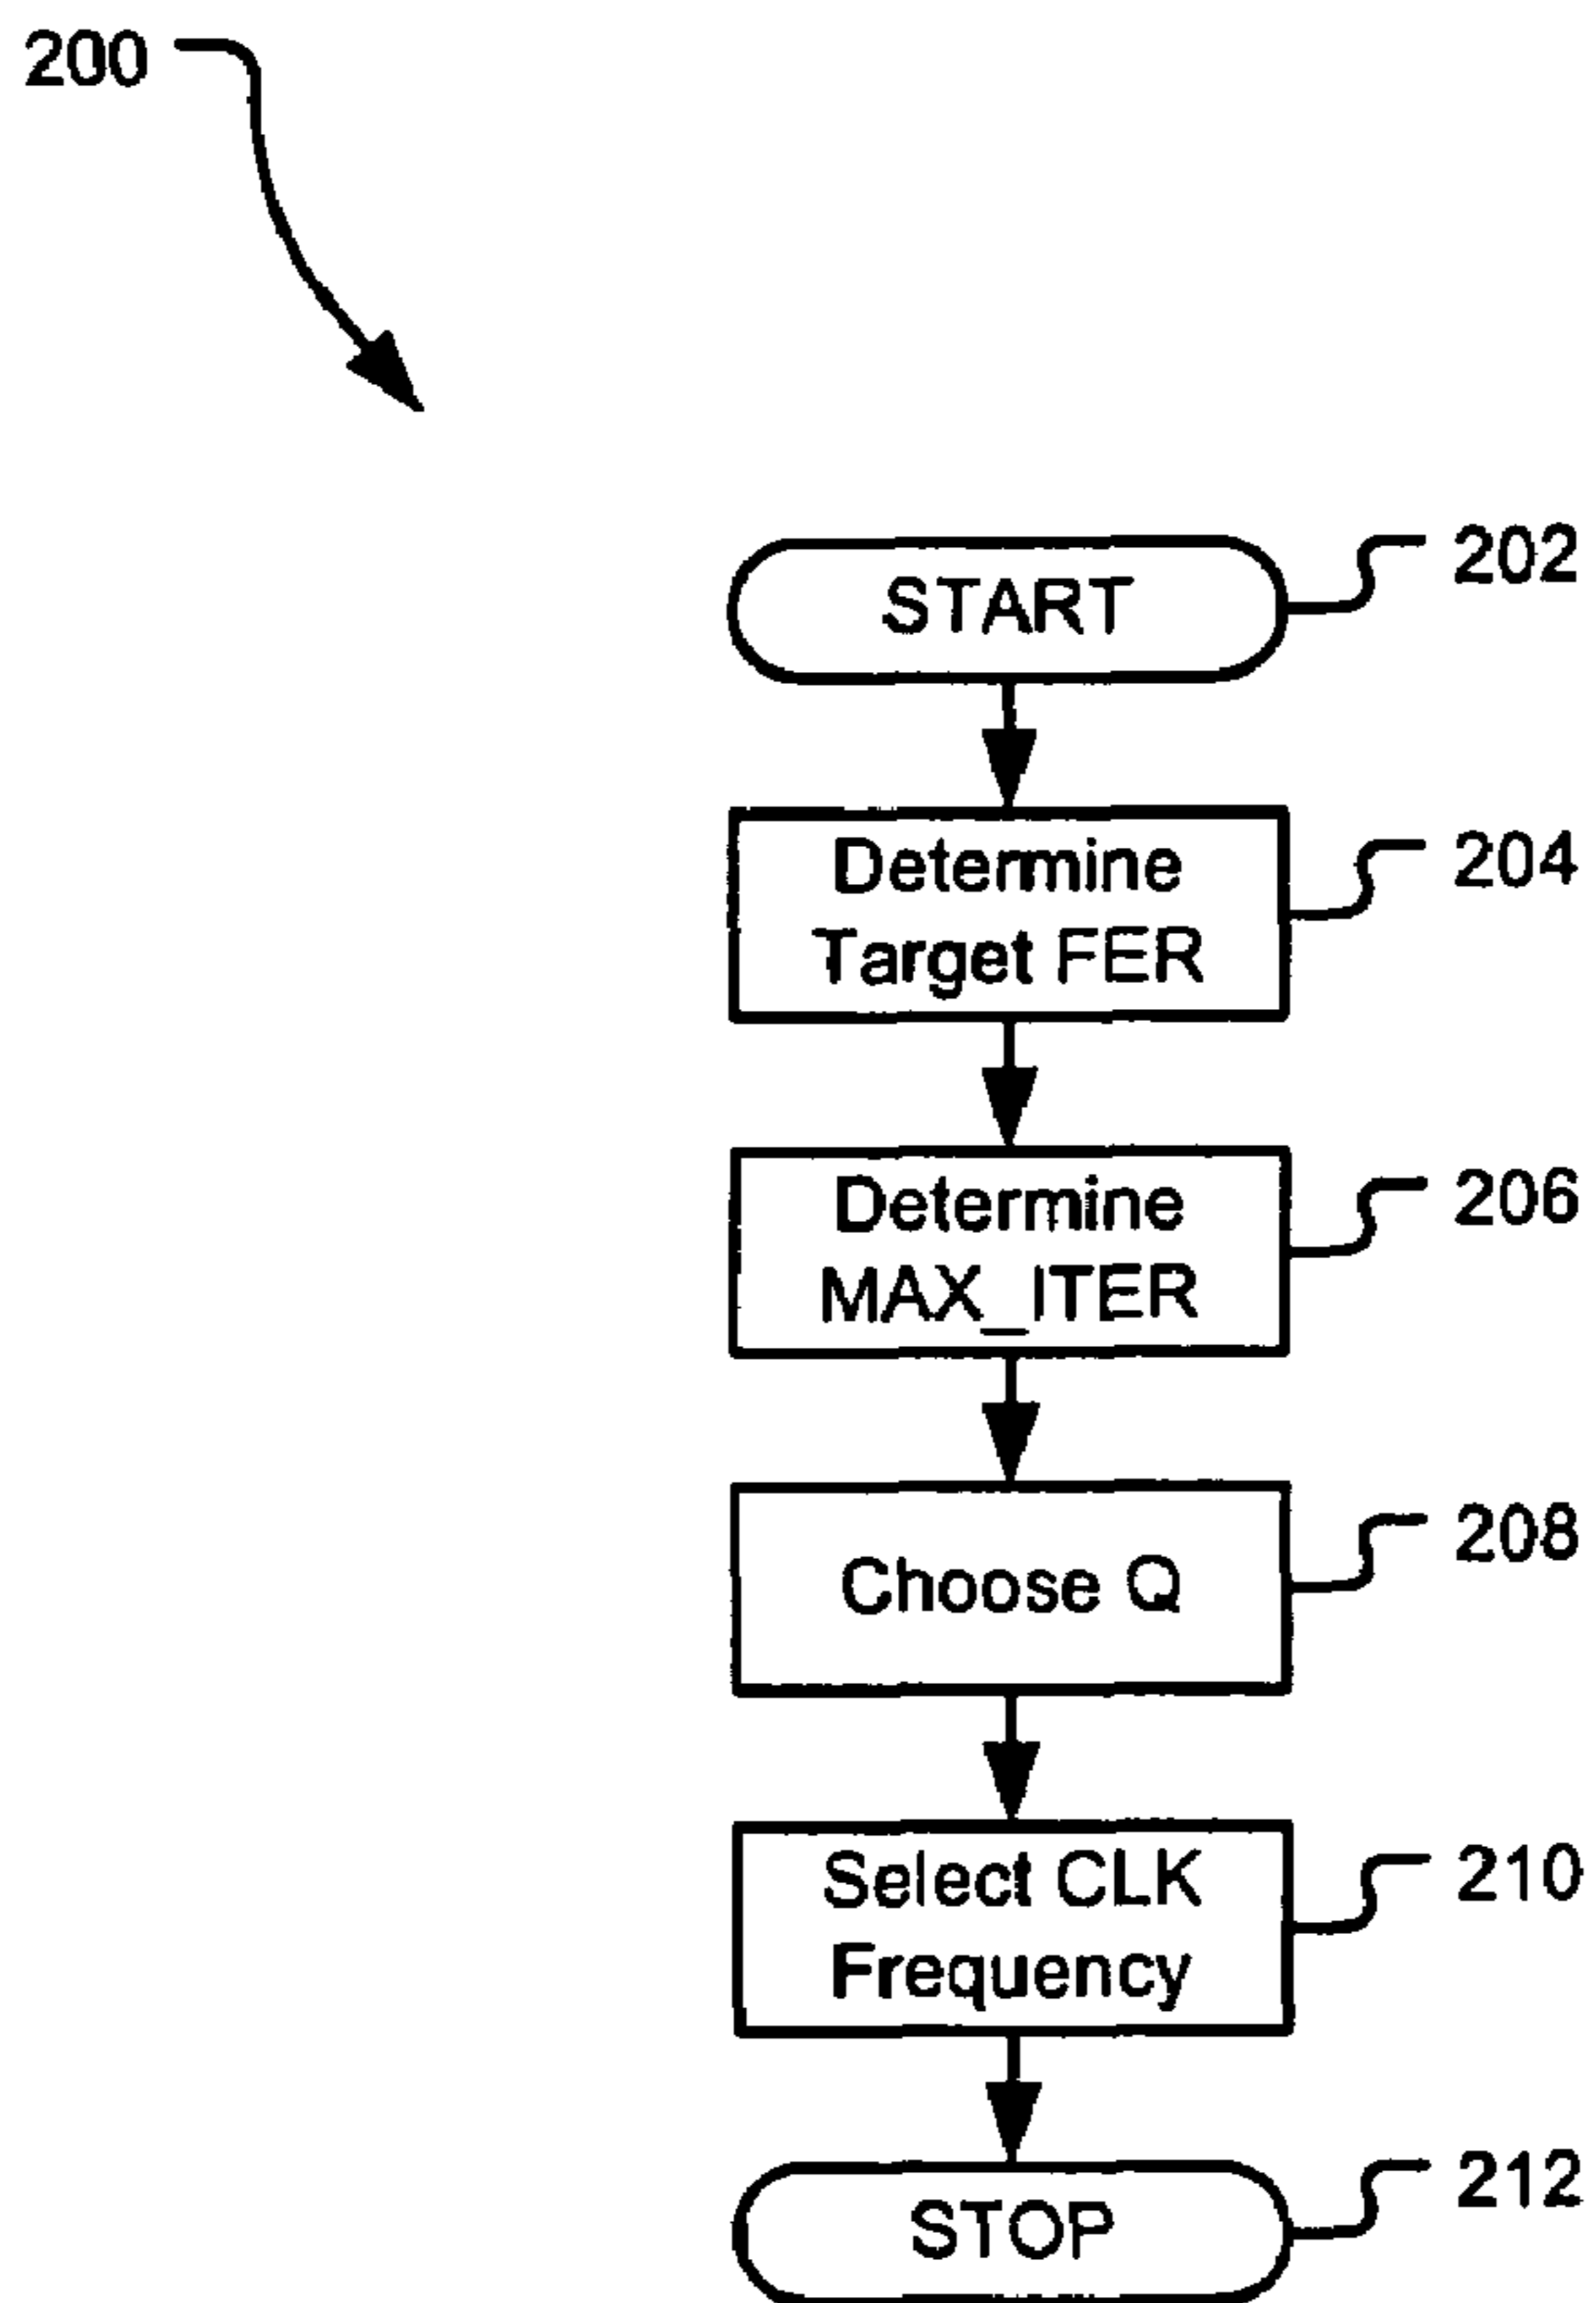 200
START
202
Determine
Target FER
204
Determine
MAX_ITER
206
Choose Q
208
Select CLK
Frequency
210
STOP
212